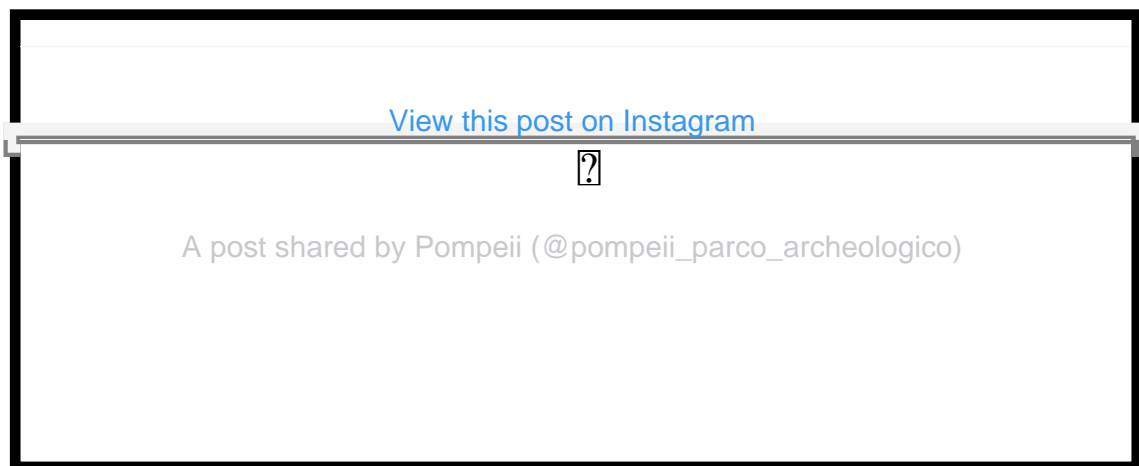 View this post on Instagram
A post shared by Pompeii (@pompeii_parco_archeologico)